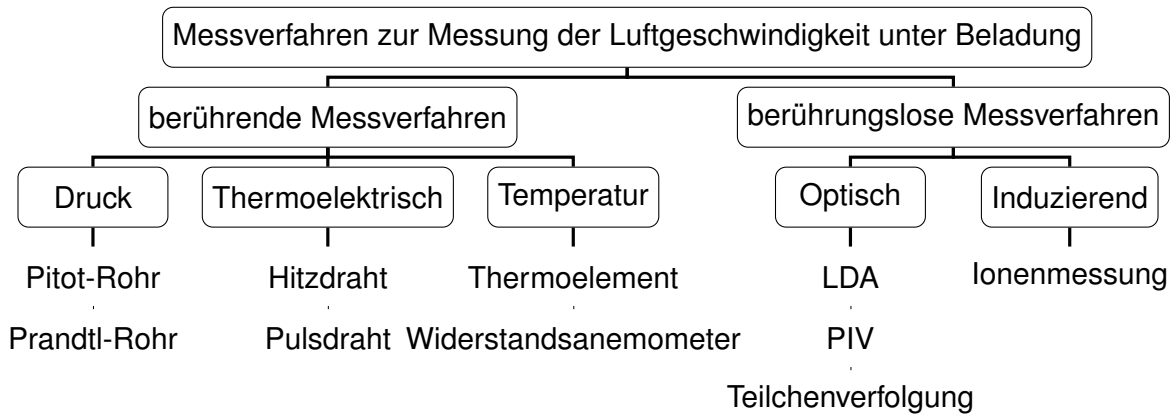 Messverfahren zur Messung der Luftgeschwindigkeit unter Beladung
berührende Messverfahren
berührungslose Messverfahren
Druck
Thermoelektrisch
Temperatur
Optisch
Induzierend
Pitot-Rohr
Hitzdraht
Thermoelement
LDA
Ionenmessung
Prandtl-Rohr
Pulsdraht
Widerstandsanemometer
PIV
Teilchenverfolgung